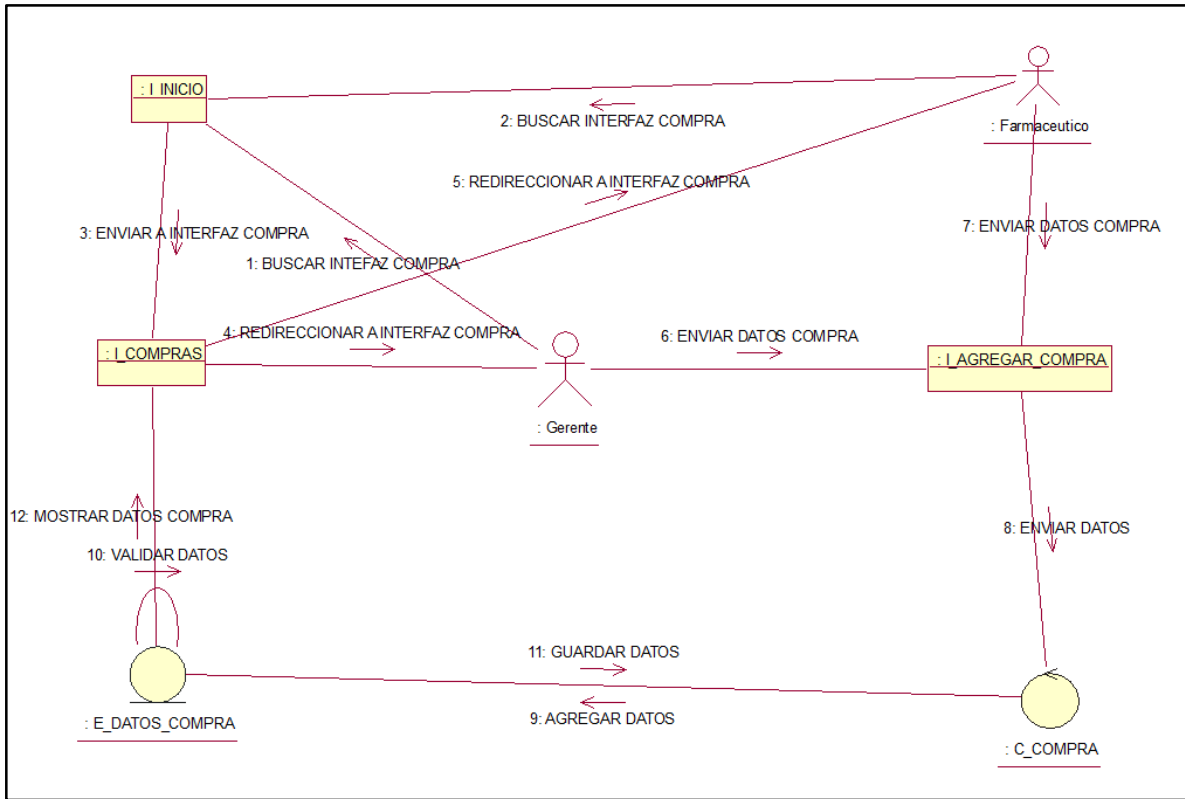 : I_INICIO
2: BUSCAR INTERFAZ COMPRA
: Farmaceutico
5: REDIRECCIONAR A INTERFAZ COMPRA
3: ENVIAR A INTERFAZ COMPRA
7: ENVIAR DATOS COMPRA
1: BUSCAR INTEFAZ COMPRA
4: REDIRECCIONAR A INTERFAZ COMPRA
6: ENVIAR DATOS COMPRA
: I_COMPRAS
: I_AGREGAR_COMPRA
: Gerente
12: MOSTRAR DATOS COMPRA
8: ENVIAR DATOS
10: VALIDAR DATOS
11: GUARDAR DATOS
9: AGREGAR DATOS
: E_DATOS_COMPRA
: C_COMPRA